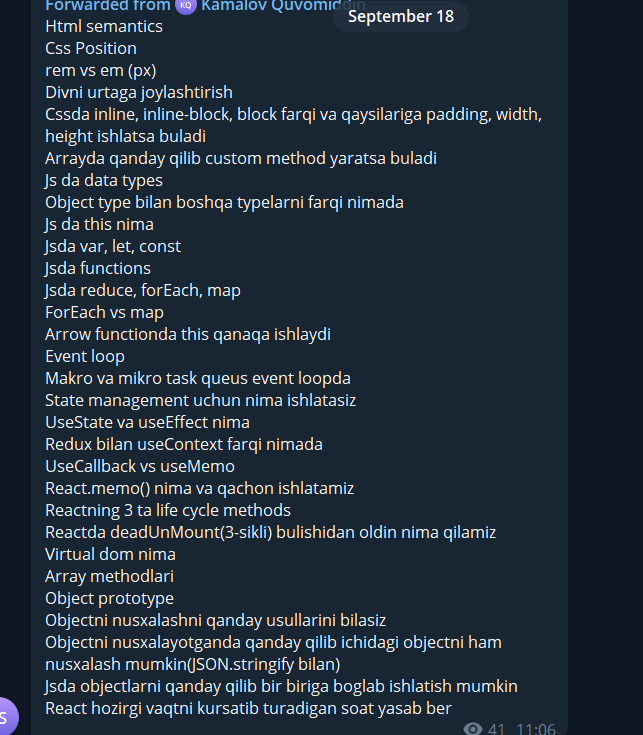 Forwarded from KQ Kamalov Quvomiddin
September 18
Html semantics
Css Position
rem vs em (px)
Divni urtaga joylashtirish
Cssda inline, inline-block, block farqi va qaysilariga padding, width,
height ishlatsa buladi
Arrayda qanday qilib custom method yaratsa buladi
Js da data types
Object type bilan boshqa typelarni farqi nimada
Js da this nima
Jsda var, let, const
Jsda functions
Jsda reduce, forEach, map
ForEach vs map
Arrow functionda this qanaqa ishlaydi
Event loop
Makro va mikro task queus event loopda
State management uchun nima ishlatasiz
UseState va useEffect nima
Redux bilan useContext farqi nimada
UseCallback vs useMemo
React.memo() nima va qachon ishlatamiz
Reactning 3 ta life cycle methods
Reactda deadUnMount(3-sikli) bulishidan oldin nima qilamiz
Virtual dom nima
Array methodlari
Object prototype
Objectni nusxalashni qanday usullarini bilasiz
Objectni nusxalayotganda qanday qilib ichidagi objectni ham
nusxalash mumkin(JSON.stringify bilan)
Jsda objectlarni qanday qilib bir biriga boglab ishlatish mumkin
React hozirgi vaqtni kursatib turadigan soat yasab ber
S
41 11:06